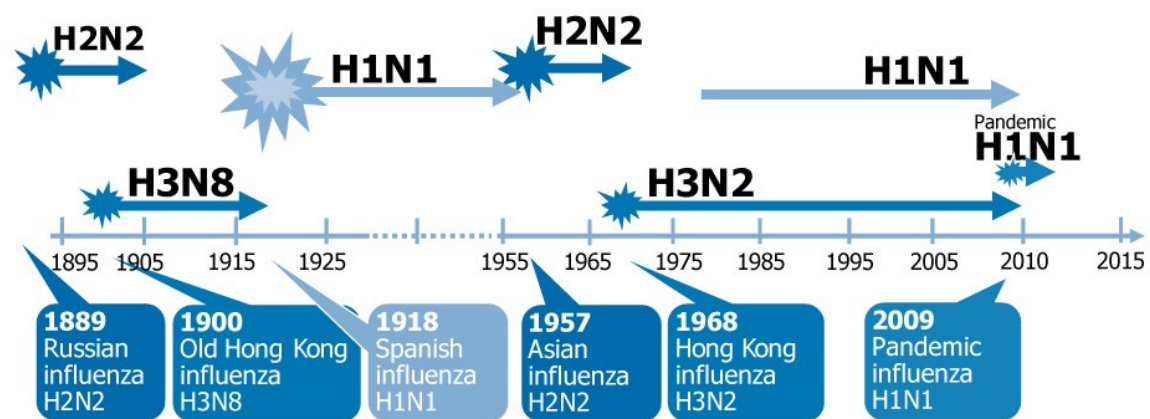 H2N2
H1N1
H2N2
H1N1
Pandemic
H1N1
H3N8
H3N2
1895 1905 1915 1925 1955 1965 1975 1985 1995 2005 2010 2015
1889
Russian
influenza
H2N2
1900
Old Hong Kong
influenza
H3N8
1918
Spanish
influenza
H1N1
1957
Asian
influenza
H2N2
1968
Hong Kong
influenza
H3N2
2009
Pandemic
influenza
H1N1